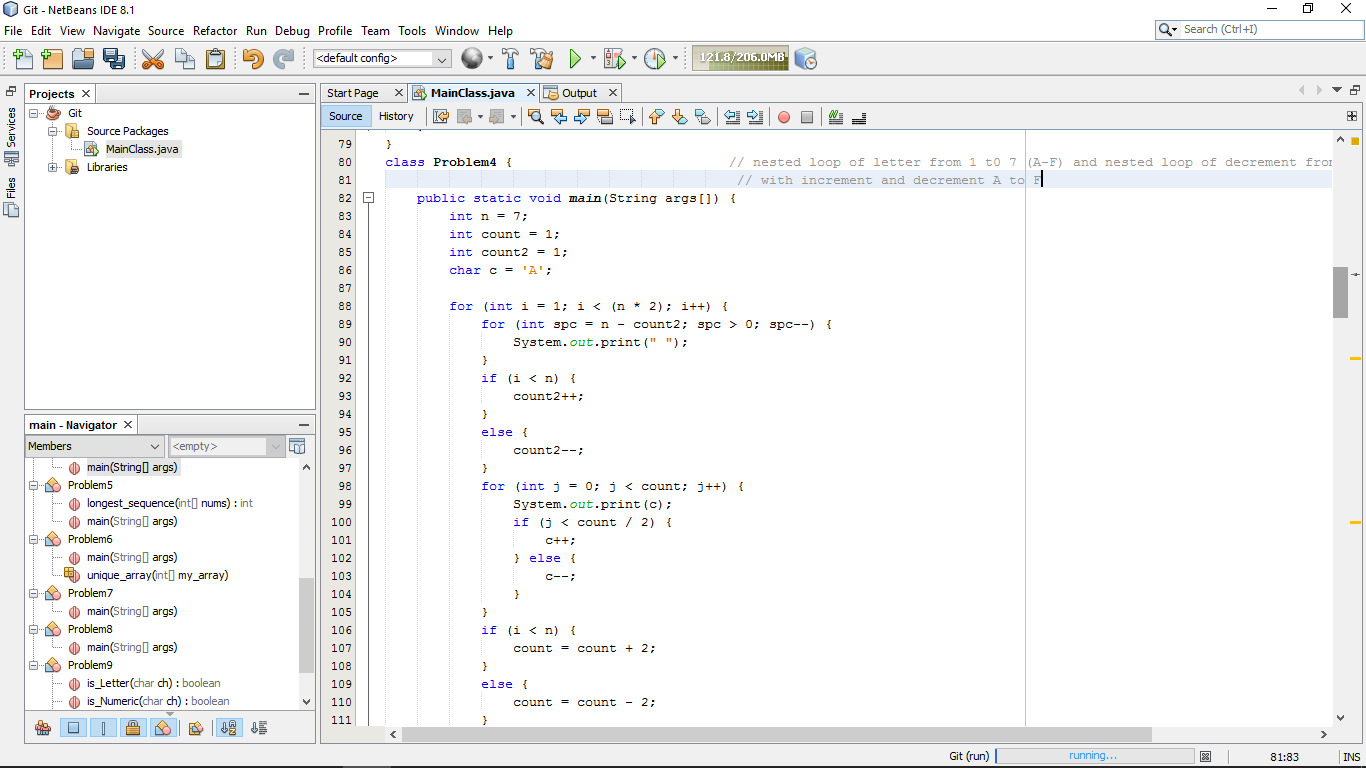 Git - NetBeans IDE 8.1
File Edit View Navigate Source Refactor Run Debug Profile Team Tools Window Help
Search (Ctrl+I)
<default config>
121.8/206.0MB
Services
Files
Projects
Git
Source Packages
MainClass.java
Libraries
main - Navigator
Members
<empty>
main(String[] args)
Problem5
longest_sequence(int[] nums) : int
main(String[] args)
Problem6
main(String[] args)
unique_array(int[] my_array)
Problem7
main(String[] args)
Problem8
main(String[] args)
Problem9
is_Letter(char ch) : boolean
is_Numeric(char ch) : boolean
Start Page MainClass.java Output
Source History
79 }
80 class Problem4 { // nested loop of letter from 1 t0 7 (A-F) and nested loop of decrement fro
81 // with increment and decrement A to F
82 public static void main(String args[]) {
83 int n = 7;
84 int count = 1;
85 int count2 = 1;
86 char c = 'A';
87
88 for (int i = 1; i < (n * 2); i++) {
89 for (int spc = n - count2; spc > 0; spc--) {
90 System.out.print(" ");
91 }
92 if (i < n) {
93 count2++;
94 }
95 else {
96 count2--;
97 }
98 for (int j = 0; j < count; j++) {
99 System.out.print(c);
100 if (j < count / 2) {
101 c++;
102 } else {
103 c--;
104 }
105 }
106 if (i < n) {
107 count = count + 2;
108 }
109 else {
110 count = count - 2;
111 }
Git (run) running... 81:83 INS